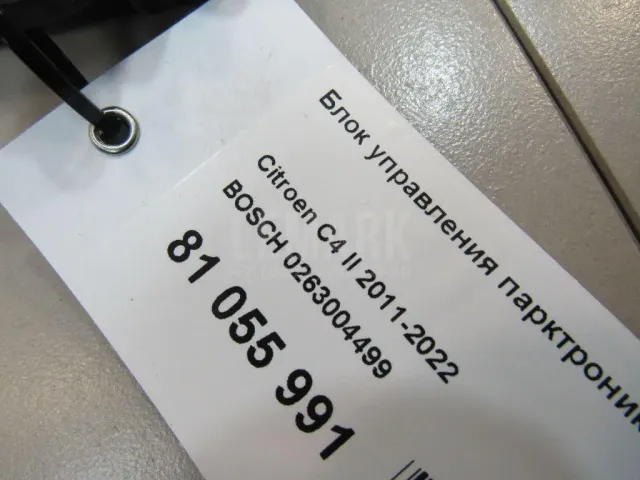 Блок управления парктроник
Citroen C4 II 2011-2022
BOSCH 0263004499
81 055 991